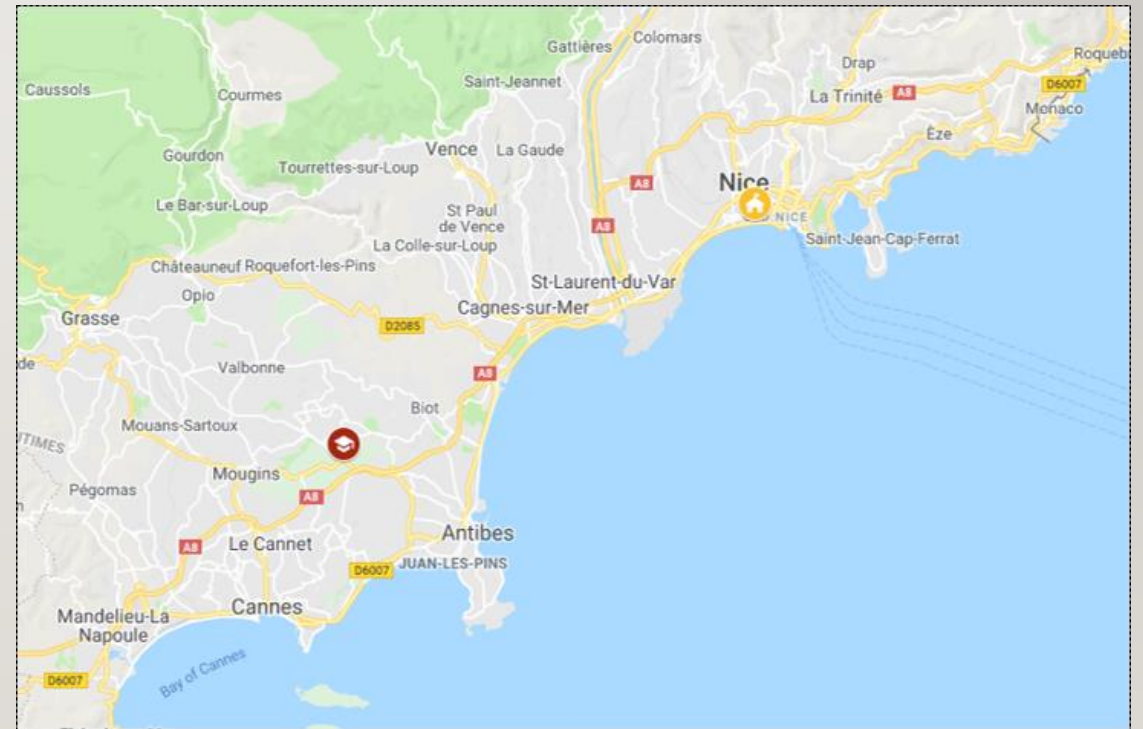 Colomars
Gattières
Drap
Roqueb
Caussols
Courmes
Saint-Jeannet
La Trinité
A8
D6007
Monaco
Èze
Vence
La Gaude
Gourdon
Tourrettes-sur-Loup
A8
Nice
Le Bar-sur-Loup
St Paul
de Vence
A8
NICE
La Colle-sur-Loup
Saint-Jean-Cap-Ferrat
Châteauneuf
Roquefort-les-Pins
St-Laurent-du-Var
Opio
Cagnes-sur-Mer
Grasse
D2085
de
Valbonne
A8
Biot
Mouans-Sartoux
TIMES
Mougins
Pégomas
A8
Antibes
A8
Le Cannet
D6007
JUAN-LES-PINS
Cannes
Mandelieu-La
Napoule
Bay of Cannes
D6007